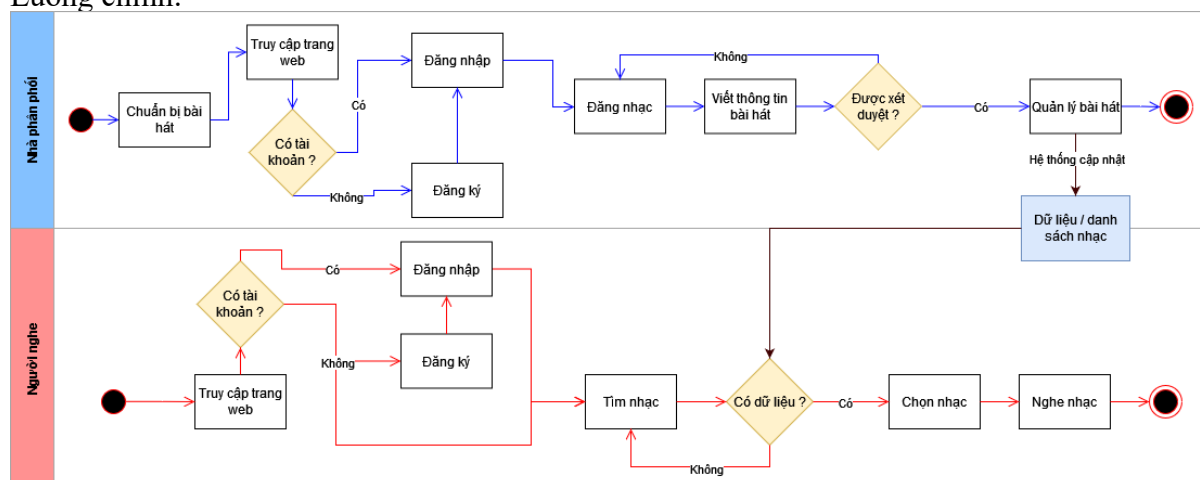 Luồng chính:
Nhà phân phối
Chuẩn bị bài
hát
Truy cập trang
web
Có tài
khoản ?
Có
Không
Đăng nhập
Đăng ký
Đăng nhạc
Viết thông tin
bài hát
Không
Được xét
duyệt ?
Có
Quản lý bài hát
Hệ thống cập nhật
Dữ liệu / danh
sách nhạc
Người nghe
Truy cập trang
web
Có tài
khoản ?
Có
Không
Đăng nhập
Đăng ký
Tìm nhạc
Có dữ liệu ?
Không
Có
Chọn nhạc
Nghe nhạc